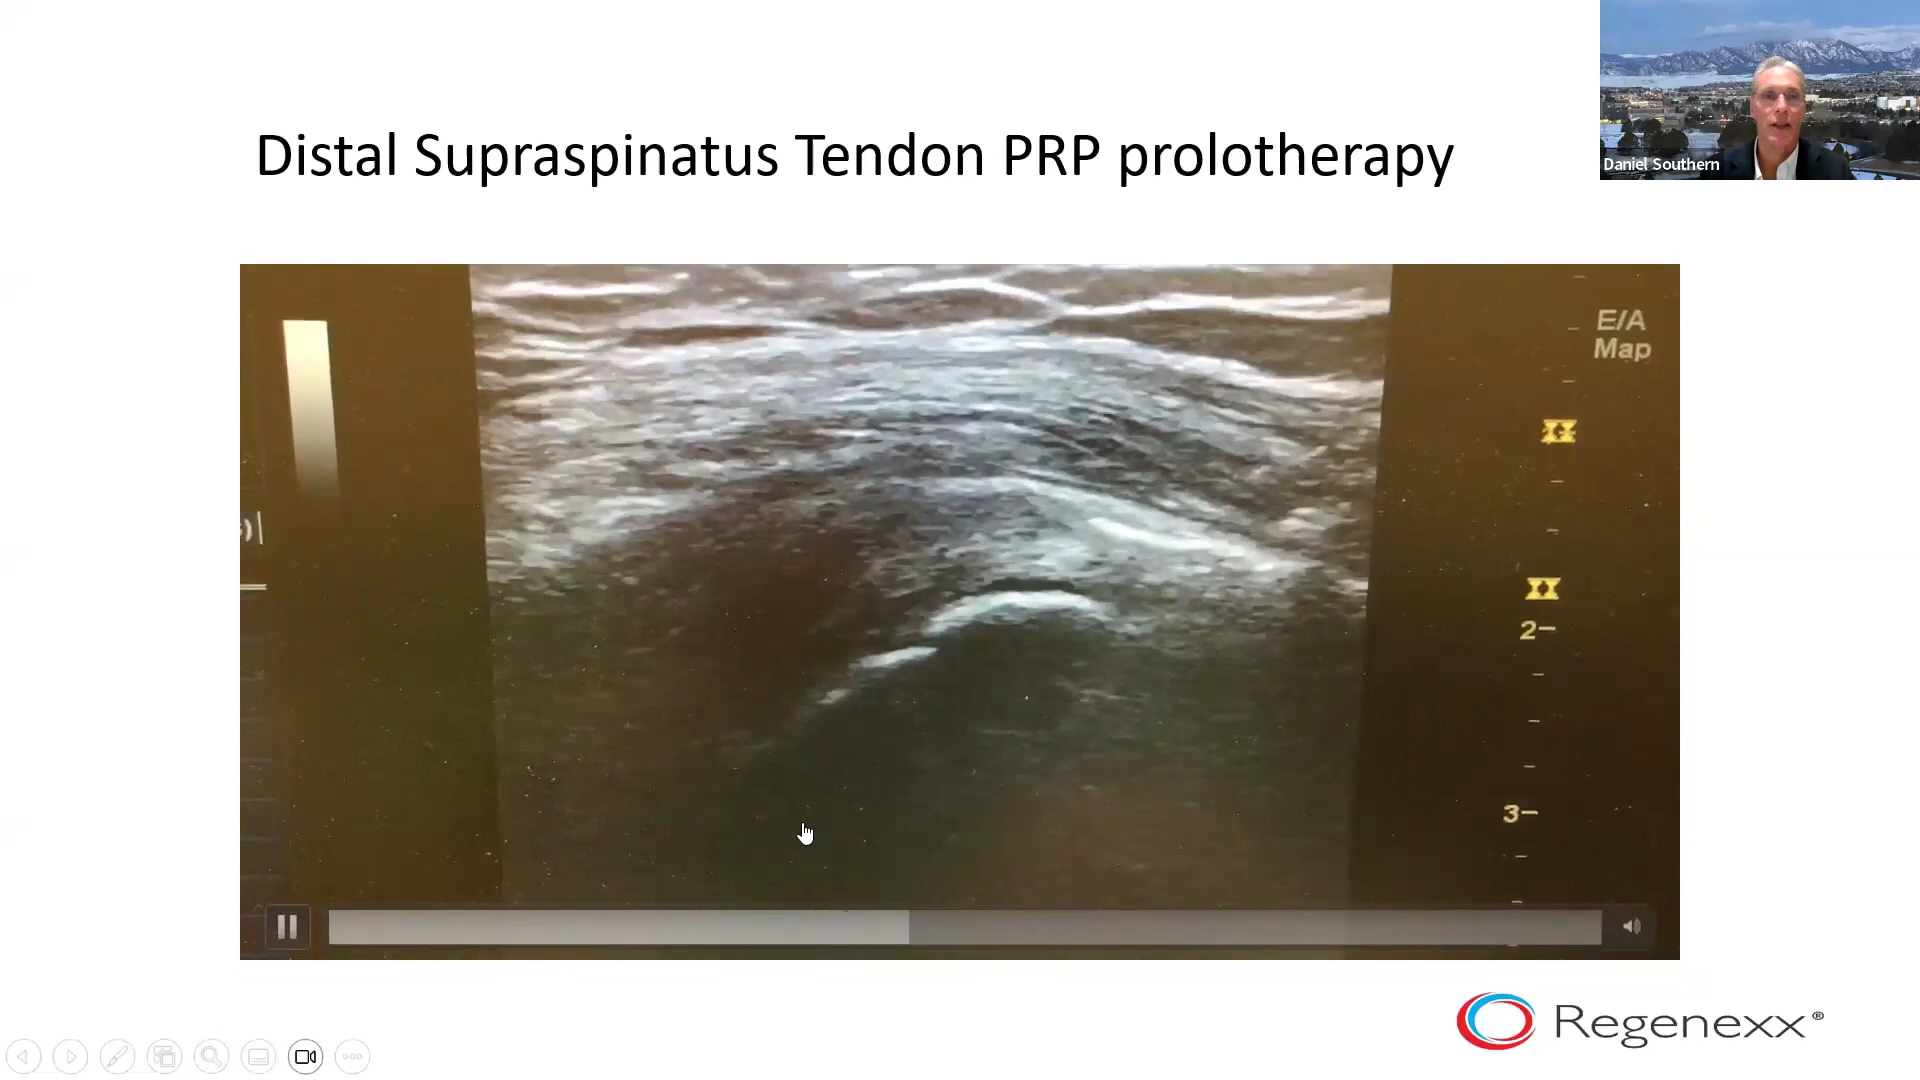 Distal Supraspinatus Tendon PRP prolotherapy
Daniel Southern
E/A
Map
2
3
Regenexx®